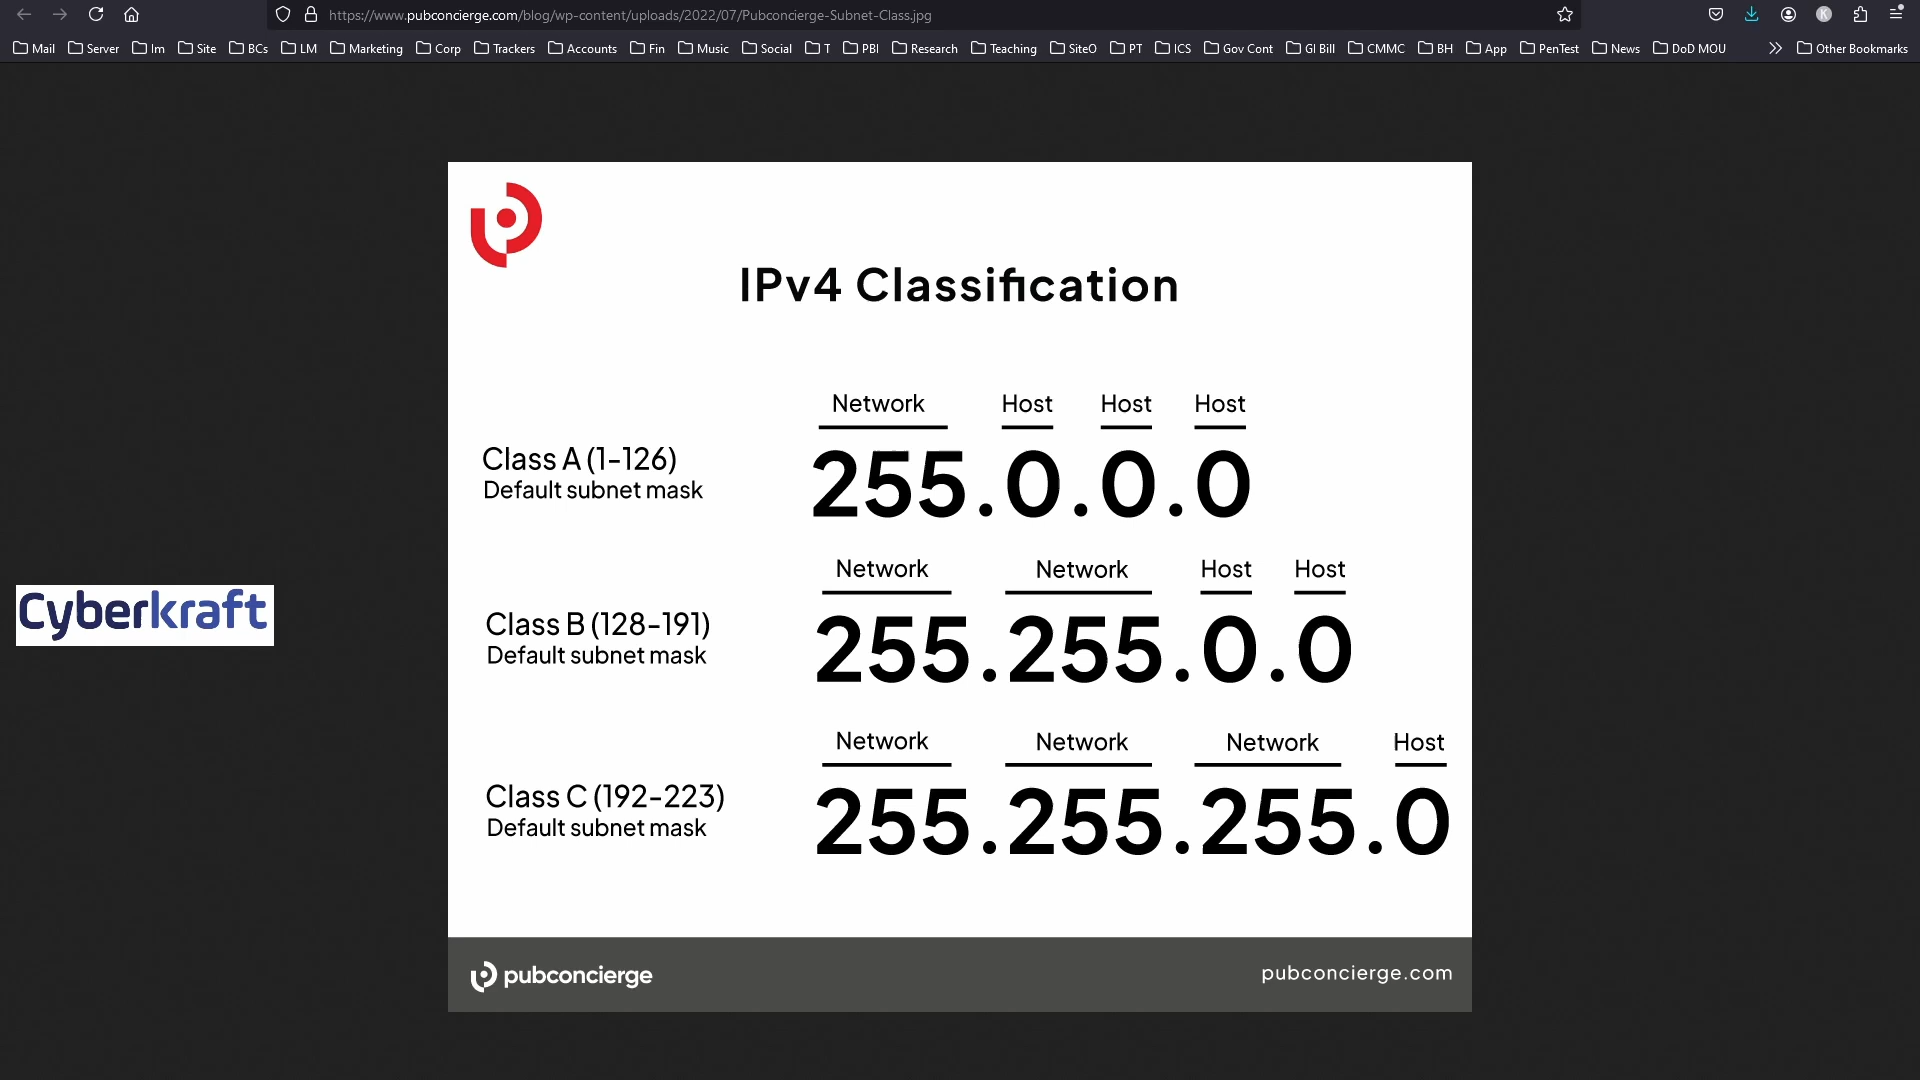 https://www.pubconcierge.com/blog/wp-content/uploads/2022/07/Pubconcierge-Subnet-Class.jpg
K
Mail Server Im Site BCs LM Marketing Corp Trackers Accounts Fin Music Social T PBI Research Teaching SiteO PT ICS Gov Cont GI Bill CMMC BH App PenTest News DoD MOU Other Bookmarks
IPv4 Classification
Network Host Host Host
Class A (1-126)
Default subnet mask
255.0.0.0
Network Network Host Host
Class B (128-191)
Default subnet mask
255.255.0.0
Cyberkraft
Network Network Network Host
Class C (192-223)
Default subnet mask
255.255.255.0
pubconcierge
pubconcierge.com